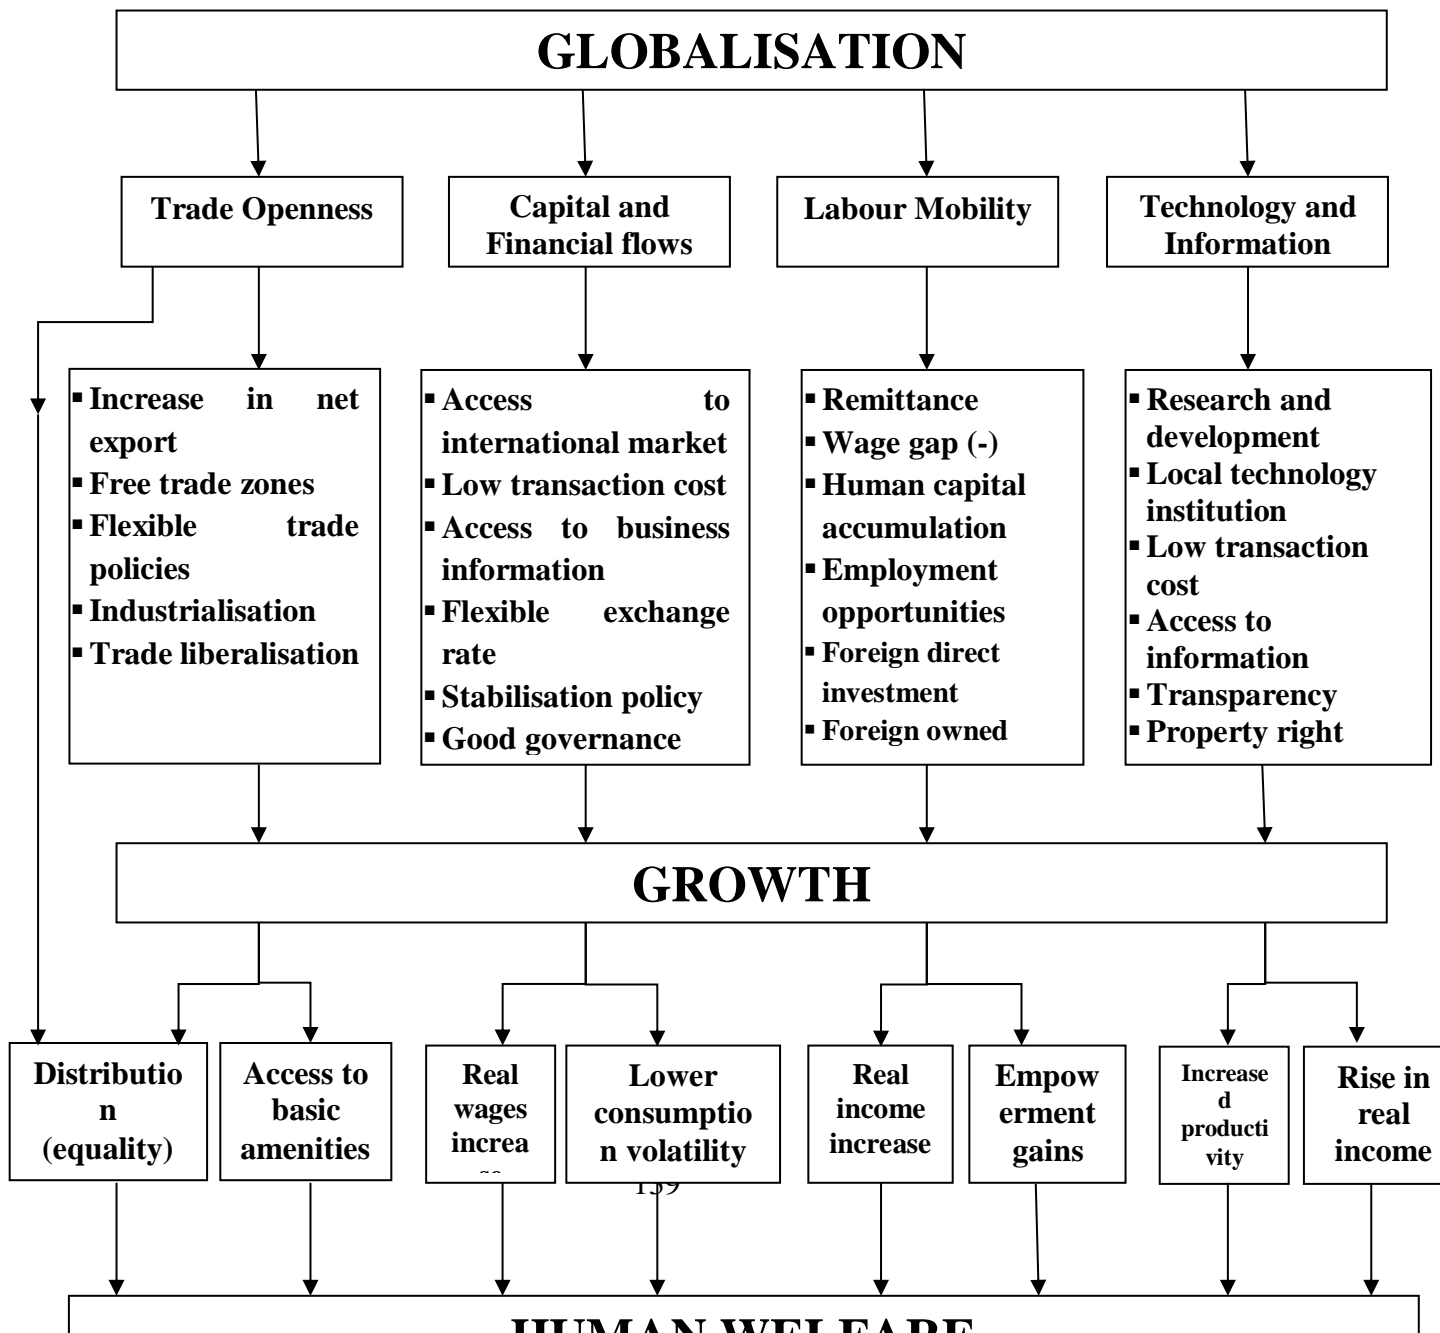 GLOBALISATION
Trade Openness
Capital and
Financial flows
Labour Mobility
Technology and
Information
▪ Increase in net
export
▪ Free trade zones
▪ Flexible trade
policies
▪ Industrialisation
▪ Trade liberalisation
▪ Access to
international market
▪ Low transaction cost
▪ Access to business
information
▪ Flexible exchange
rate
▪ Stabilisation policy
▪ Good governance
▪ Remittance
▪ Wage gap (-)
▪ Human capital
accumulation
▪ Employment
opportunities
▪ Foreign direct
investment
▪ Foreign owned
▪ Research and
development
▪ Local technology
institution
▪ Low transaction
cost
▪ Access to
information
▪ Transparency
▪ Property right
GROWTH
Distributio
n
(equality)
Access to
basic
amenities
Real
wages
increa
Lower
consumptio
n volatility
Real
income
increase
Empow
erment
gains
Increase
d
producti
vity
Rise in
real
income
HUMAN WELFARE